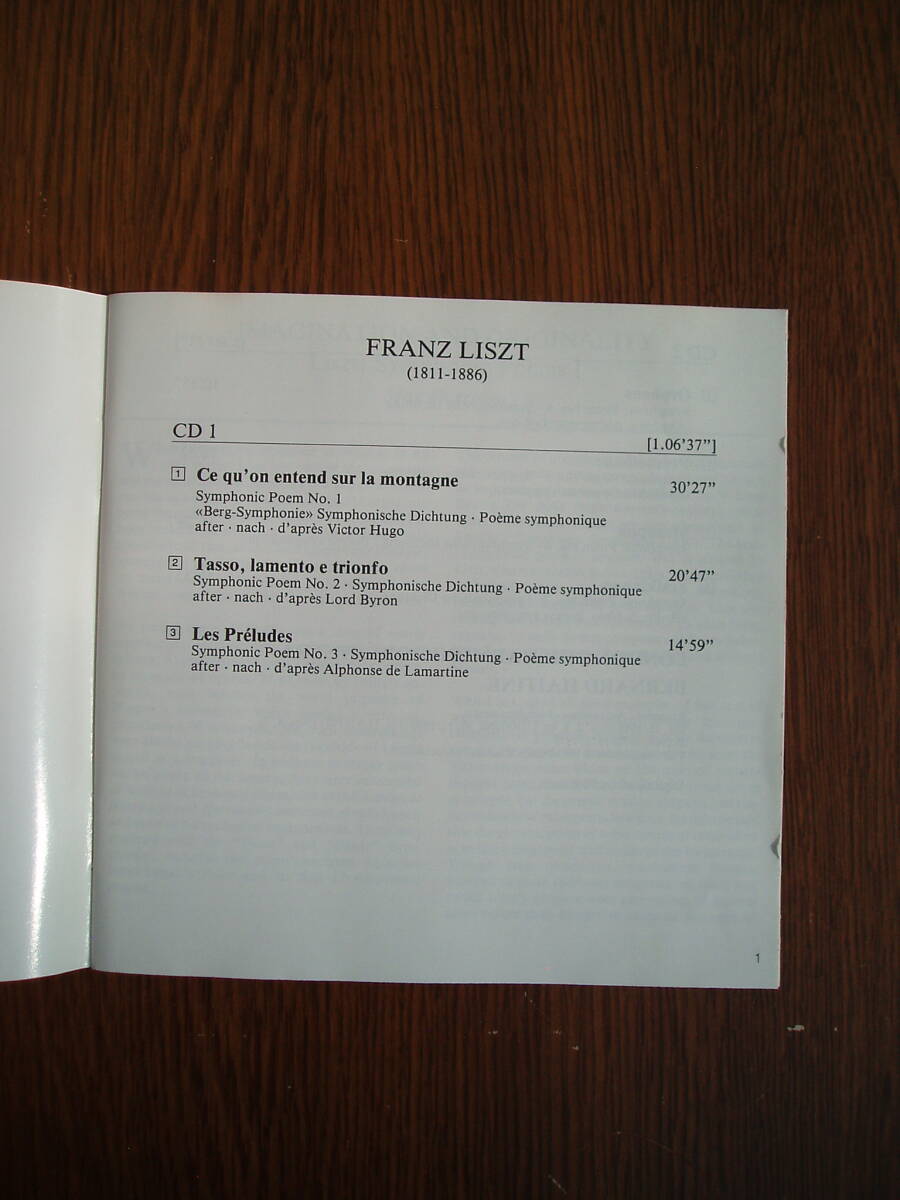 FRANZ LISZT
(1811-1886)
CD 1 [1.06’37”]
1 Ce qu’on entend sur la montagne 30’27”
Symphonic Poem No. 1
«Berg-Symphonie» Symphonische Dichtung · Poème symphonique
after · nach · d’après Victor Hugo
2 Tasso, lamento e trionfo 20’47”
Symphonic Poem No. 2 · Symphonische Dichtung · Poème symphonique
after · nach · d’après Lord Byron
3 Les Préludes 14’59”
Symphonic Poem No. 3 · Symphonische Dichtung · Poème symphonique
after · nach · d’après Alphonse de Lamartine
1